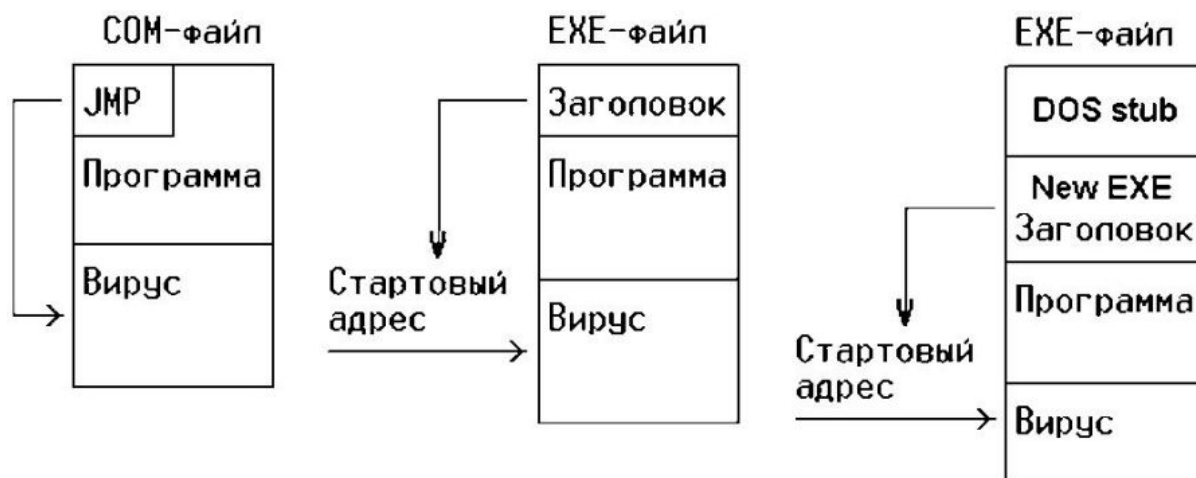 COM-файл
JMP
Программа
Вирус
EXE-файл
Заголовок
Программа
Стартовый
адрес
Вирус
EXE-файл
DOS stub
New EXE
Заголовок
Программа
Стартовый
адрес
Вирус